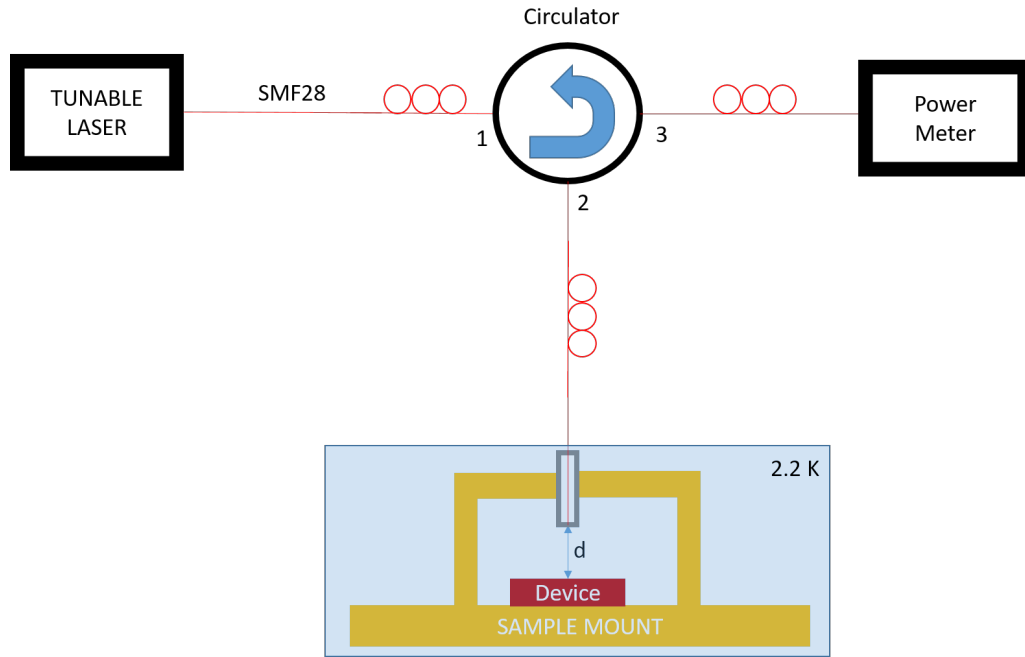 Circulator
TUNABLE
LASER
SMF28
1
3
Power
Meter
2
2.2 K
d
Device
SAMPLE MOUNT